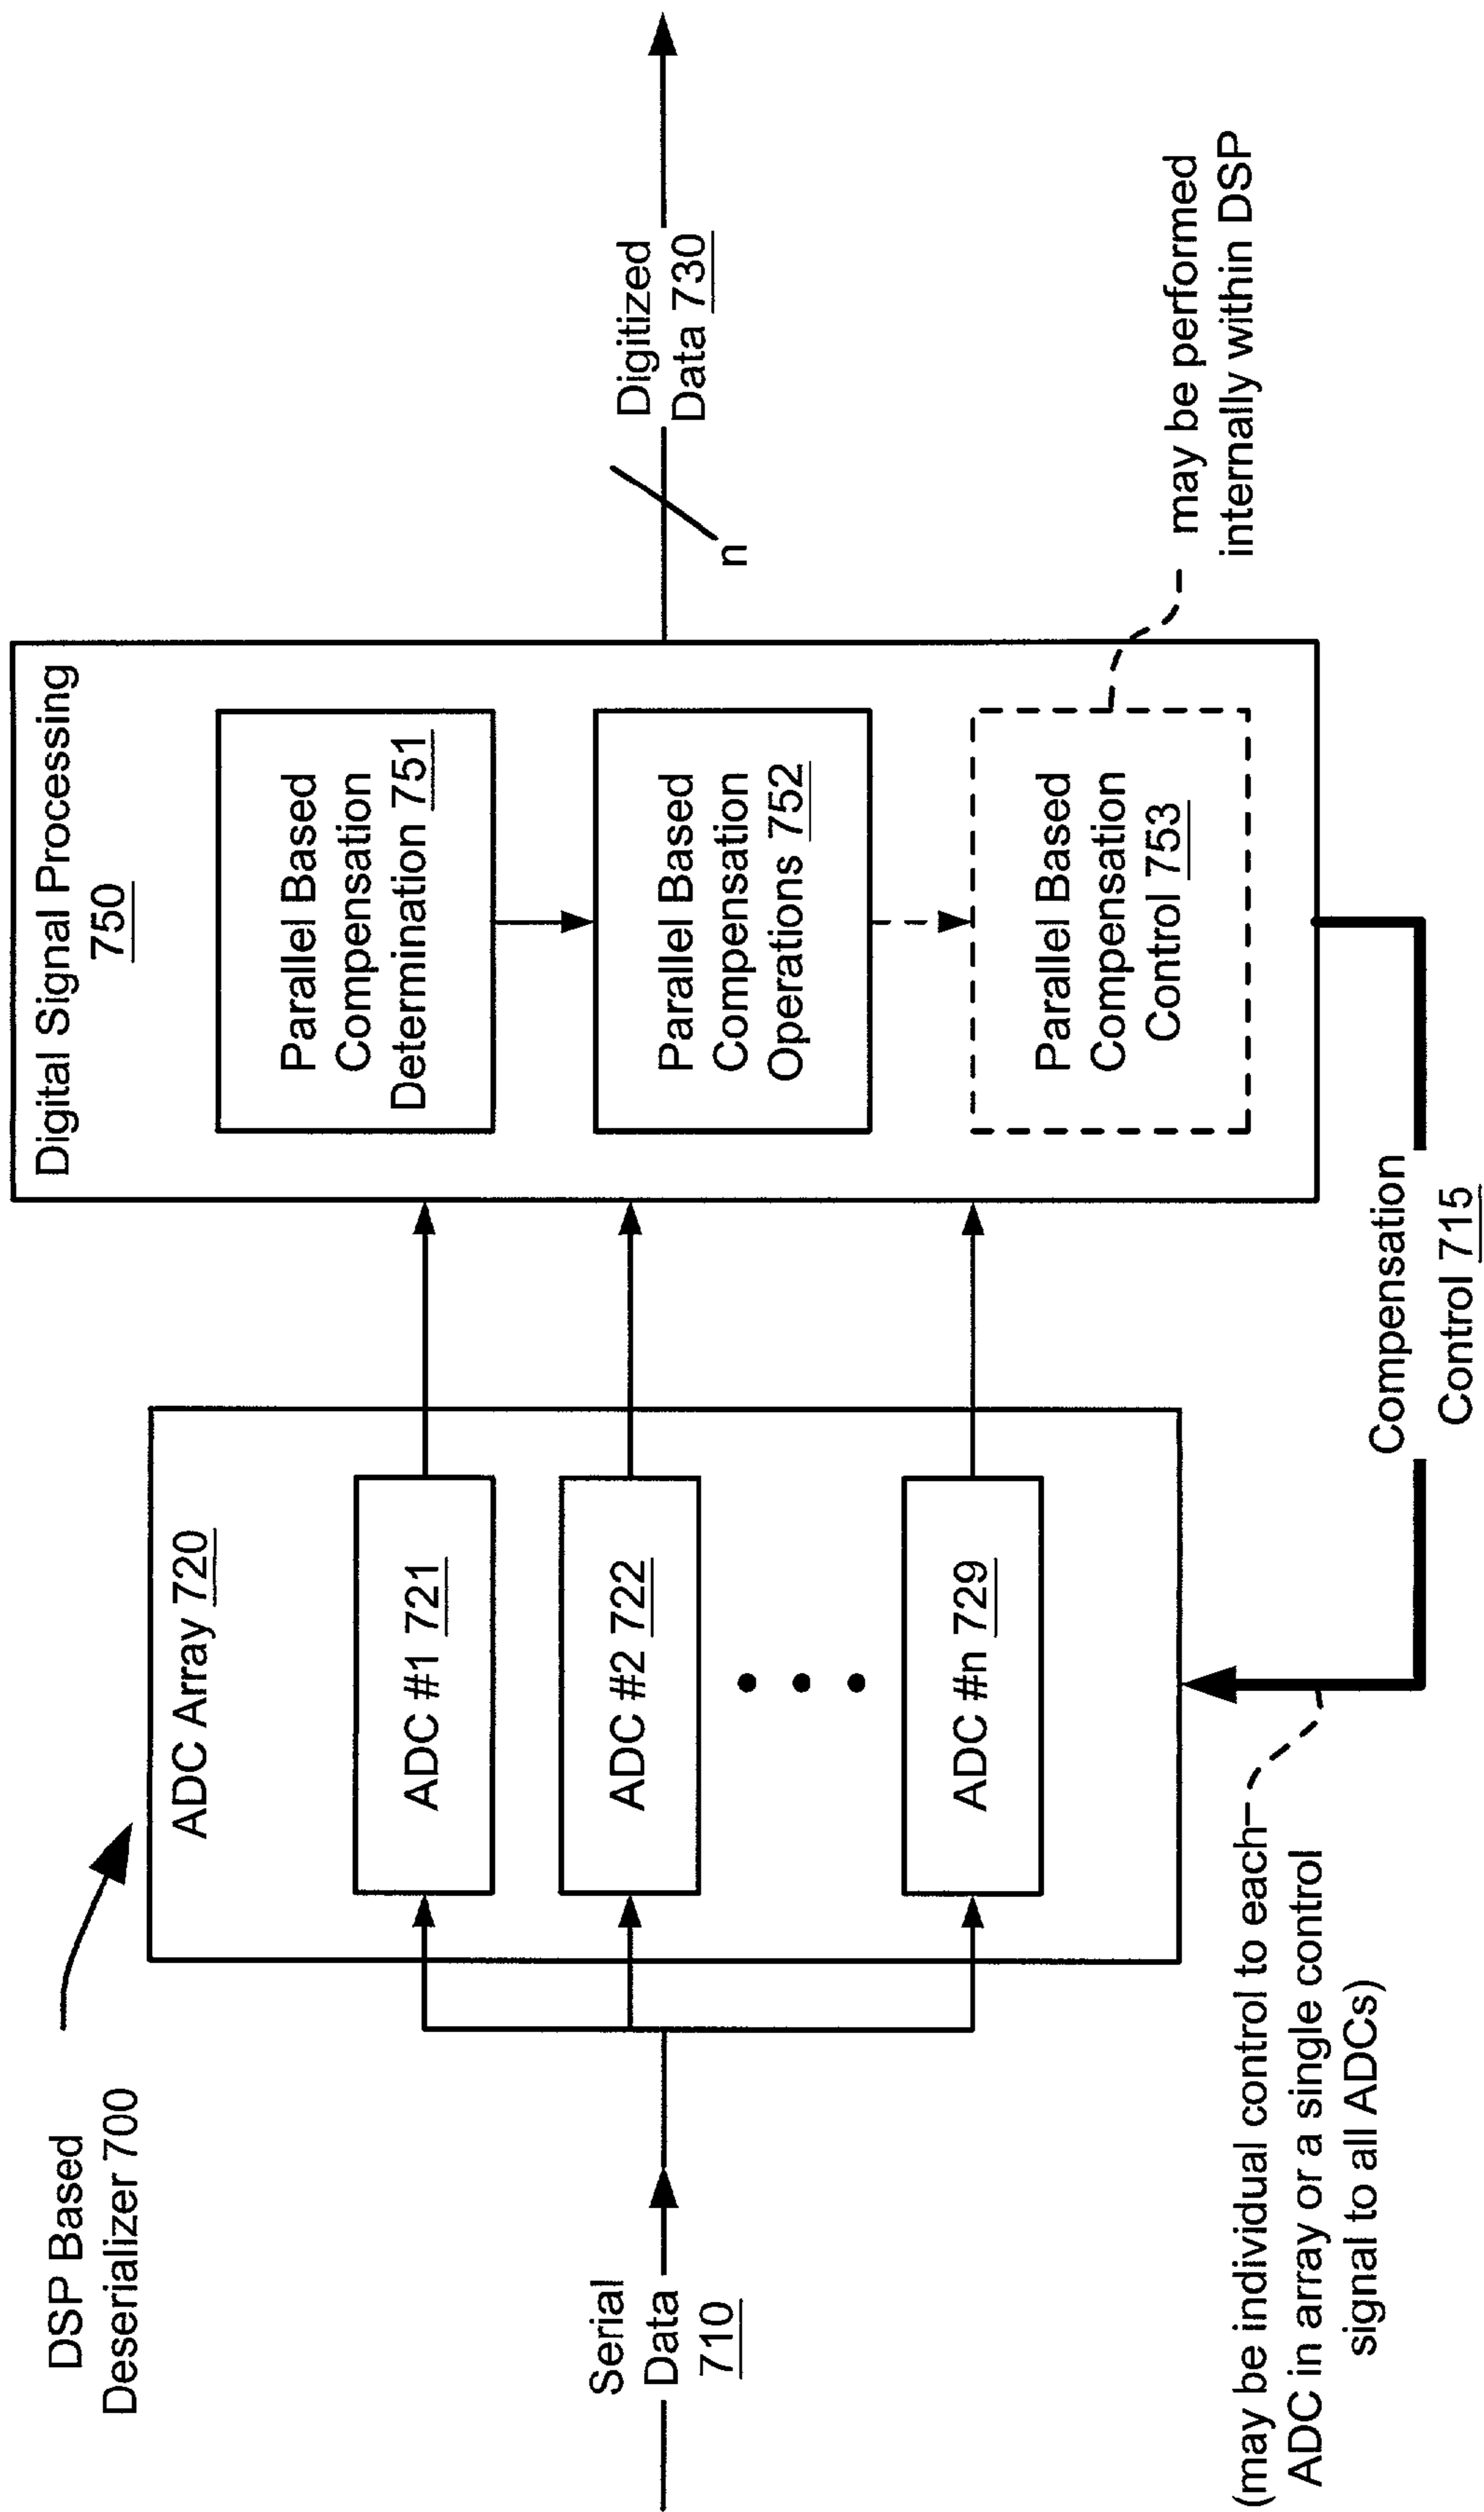 DSP Based
Deserializer 700
Serial
Data
710
ADC Array 720
ADC #1 721
ADC #2 722
ADC #n 729
(may be individual control to each
ADC in array or a single control
signal to all ADCs)
Compensation
Control 715
Digital Signal Processing
750
Parallel Based
Compensation
Determination 751
Parallel Based
Compensation
Operations 752
Parallel Based
Compensation
Control 753
n
Digitized
Data 730
may be performed
internally within DSP